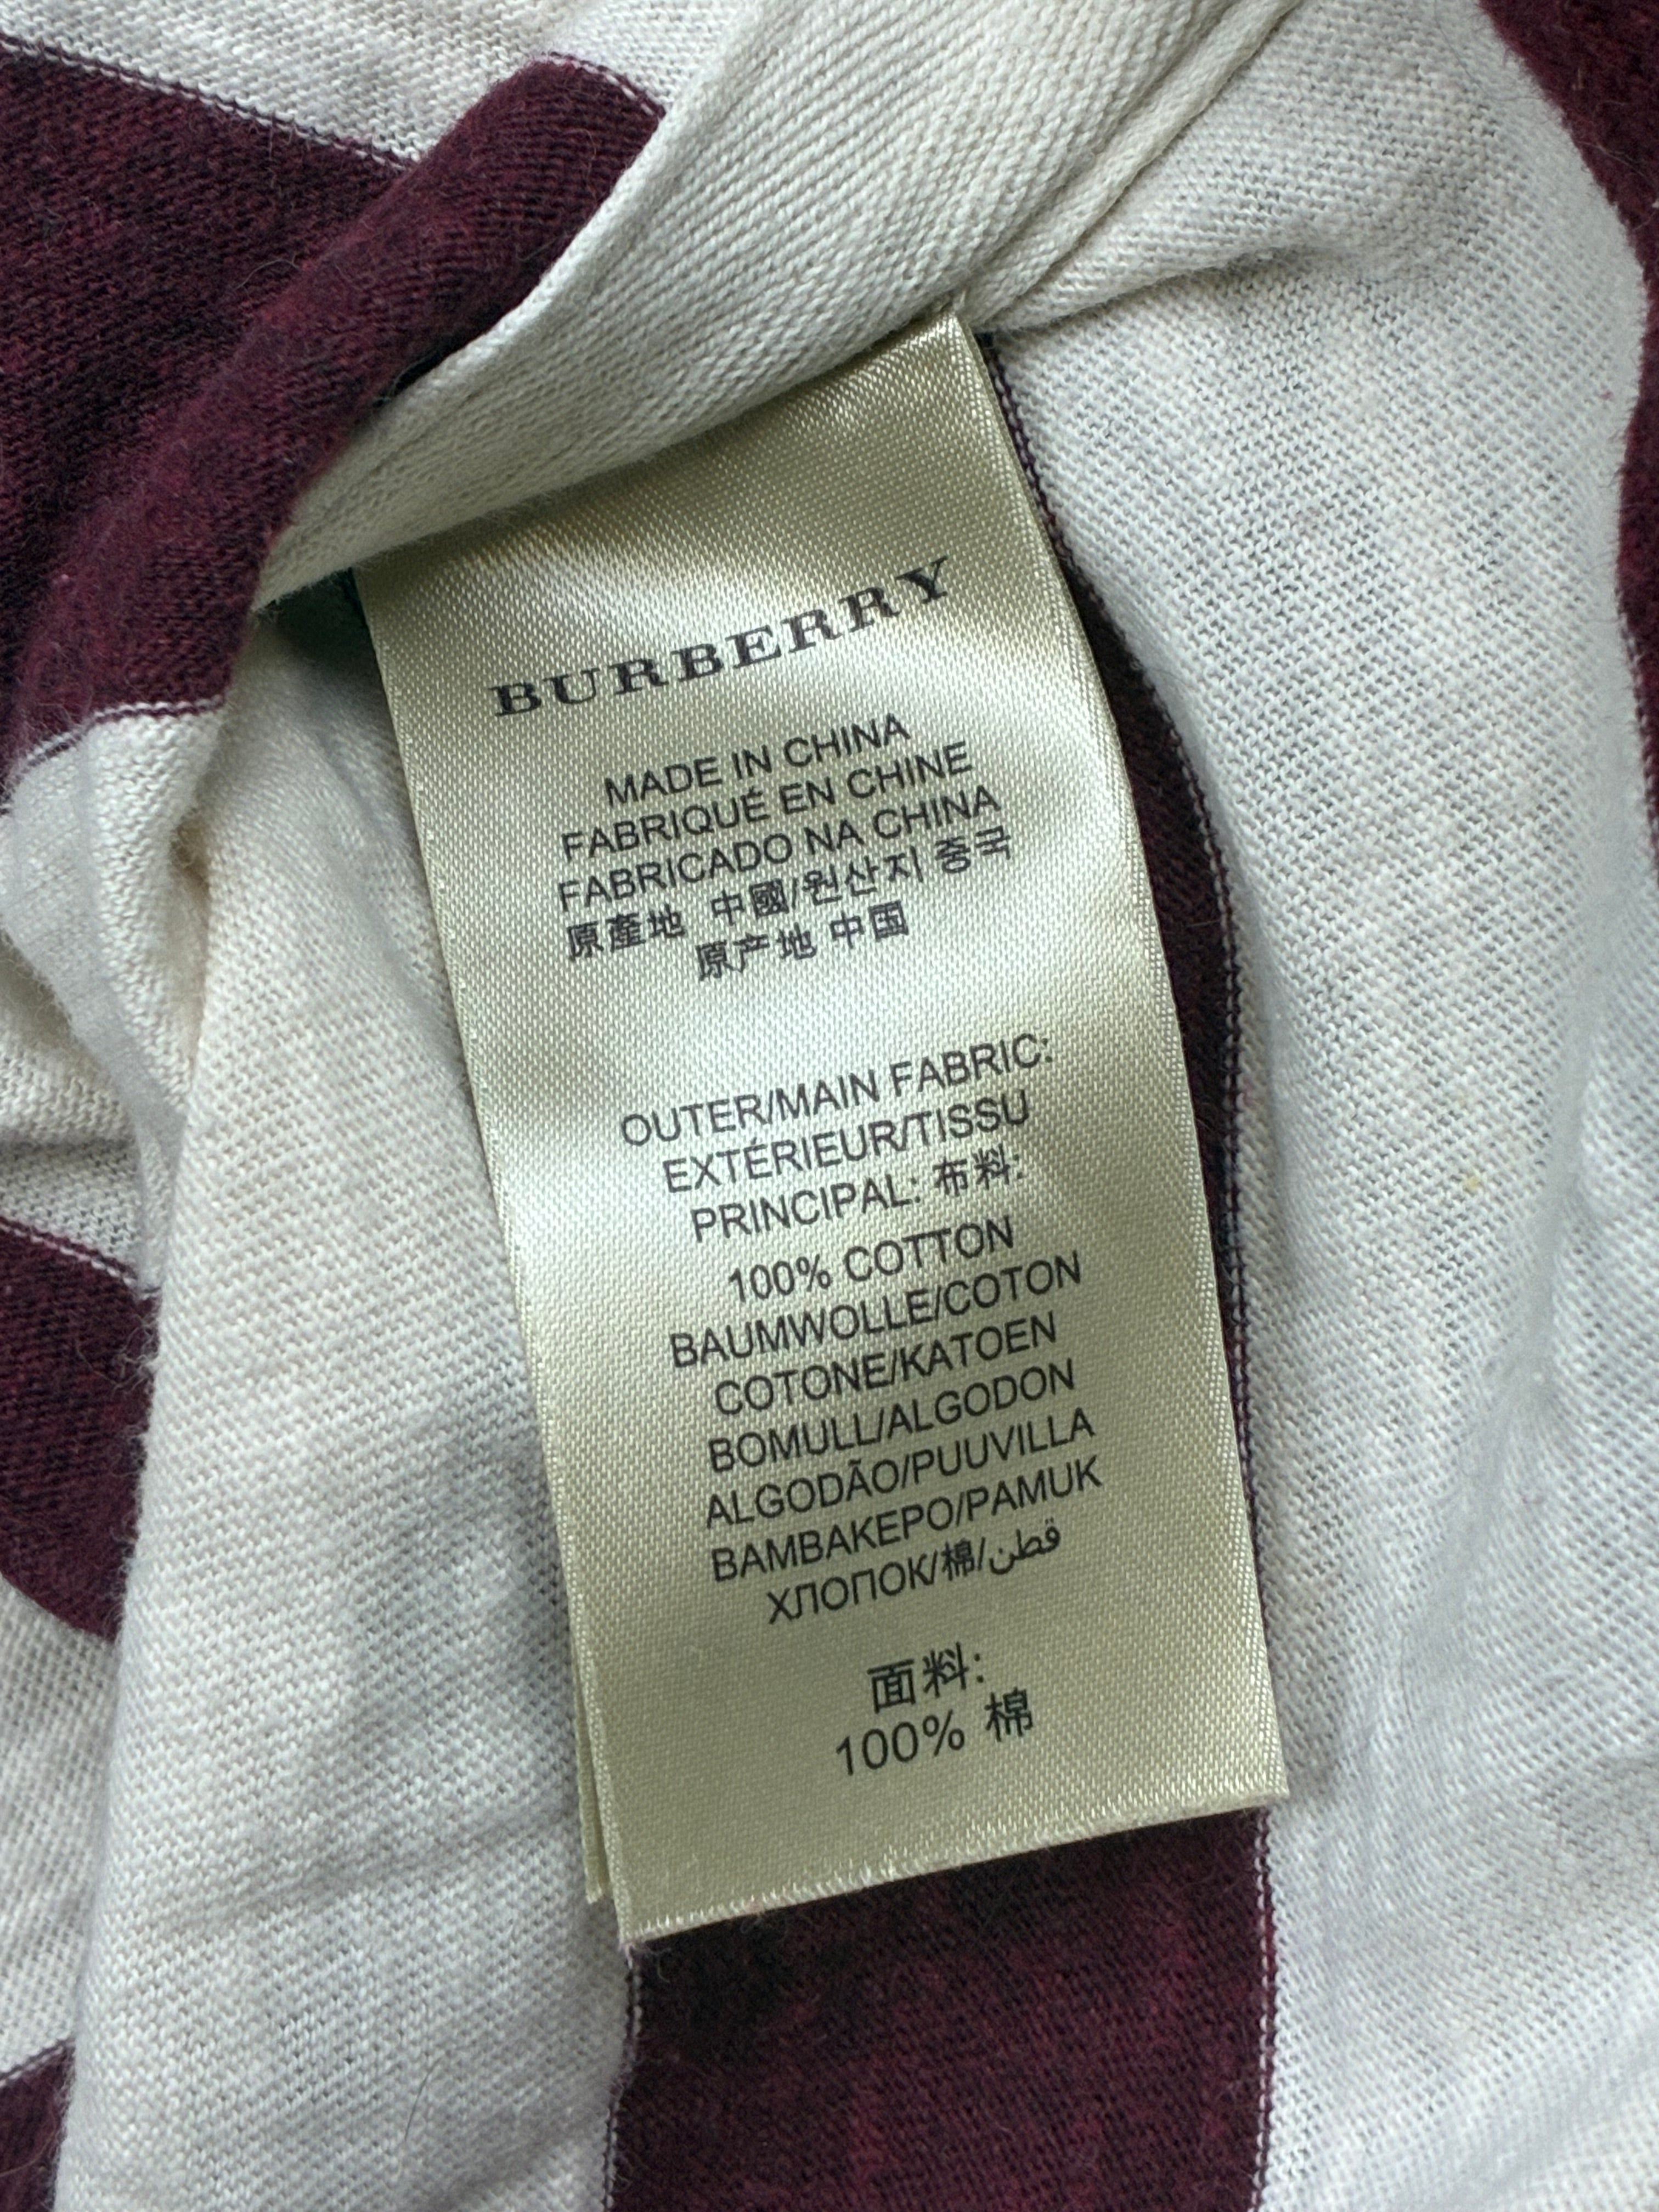 BURBERRY
MADE IN CHINA
FABRIQUÉ EN CHINE
FABRICADO NA CHINA
原產地 中國/원산지 중국
原产地 中国
OUTER/MAIN FABRIC:
EXTÉRIEUR/TISSU
PRINCIPAL: 布料:
100% COTTON
BAUMWOLLE/COTON
COTONE/KATOEN
BOMULL/ALGODON
ALGODÃO/PUUVILLA
BAMBAKEPO/PAMUK
ХЛОПОК/棉/قطن
面料:
100% 棉